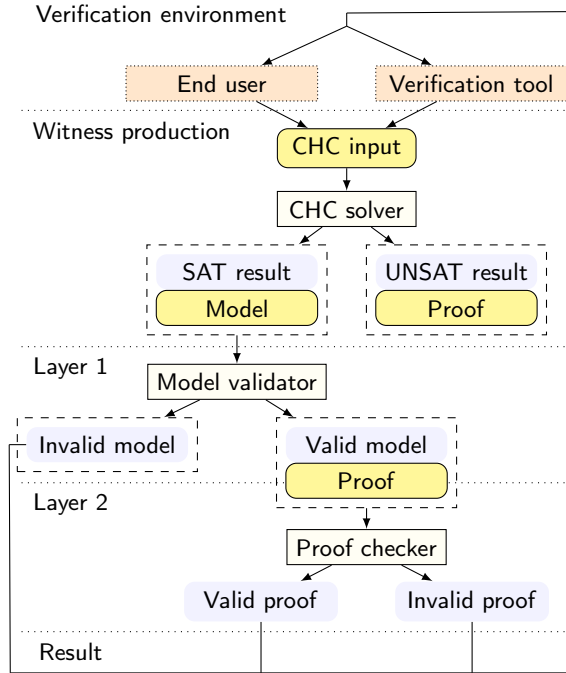 Verification environment
End user
Verification tool
Witness production
CHC input
CHC solver
SAT result
UNSAT result
Model
Proof
Layer 1
Model validator
Invalid model
Valid model
Proof
Layer 2
Proof checker
Valid proof
Invalid proof
Result